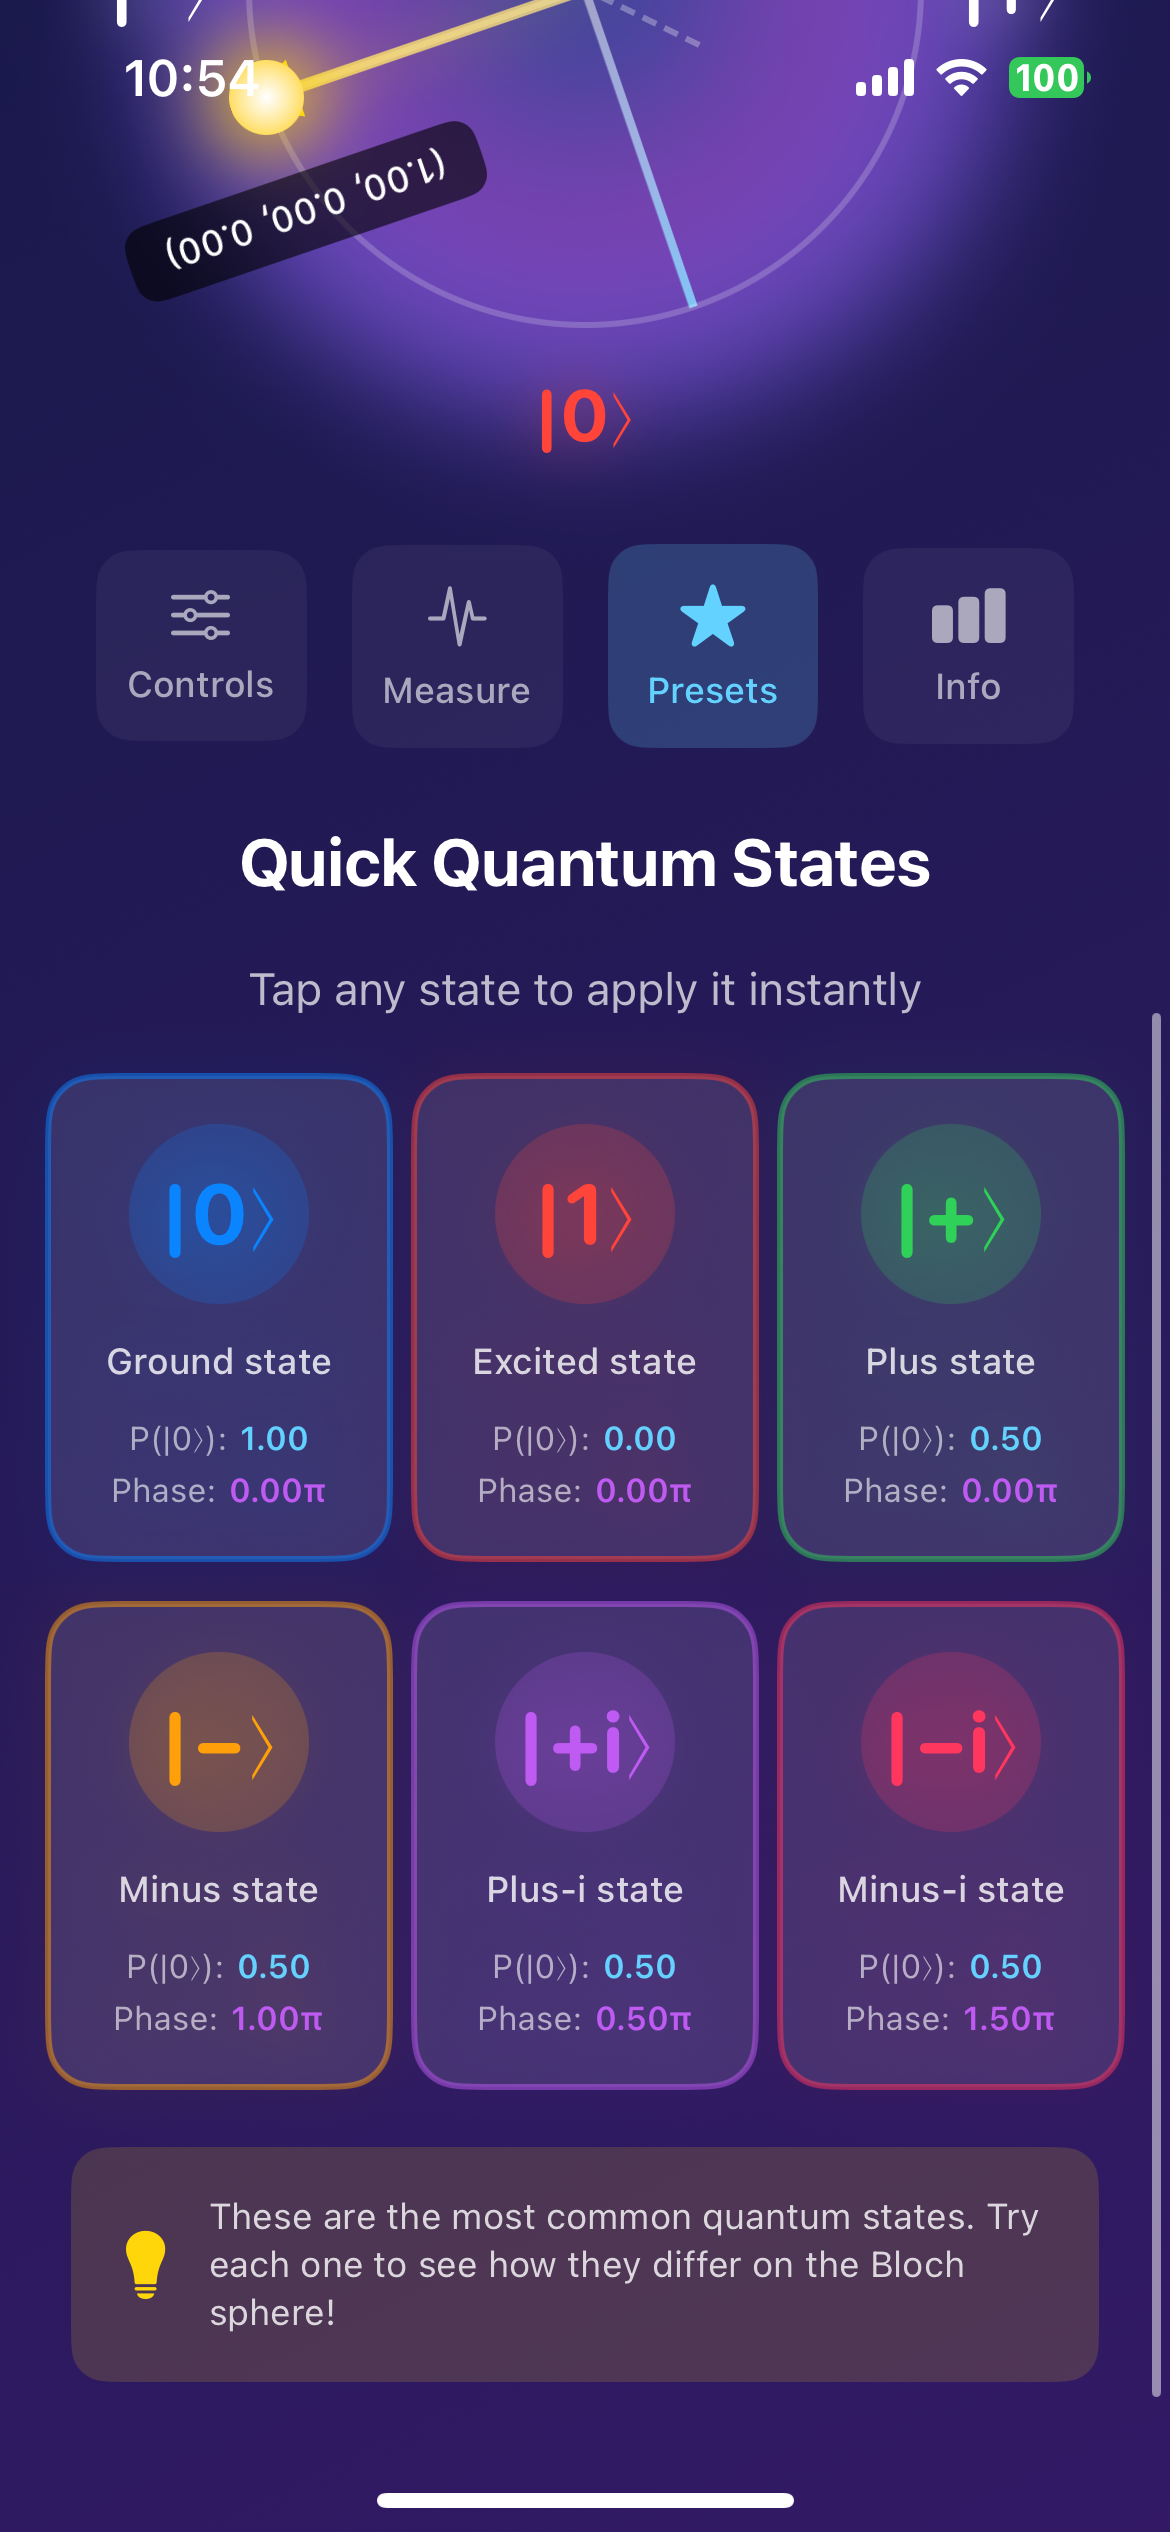 10:54
100
(1.00, 0.00, 0.00)
|0⟩
Controls
Measure
Presets
Info
Quick Quantum States
Tap any state to apply it instantly
|0⟩
Ground state
P(|0⟩): 1.00
Phase: 0.00π
|1⟩
Excited state
P(|0⟩): 0.00
Phase: 0.00π
|+⟩
Plus state
P(|0⟩): 0.50
Phase: 0.00π
|−⟩
Minus state
P(|0⟩): 0.50
Phase: 1.00π
|+i⟩
Plus-i state
P(|0⟩): 0.50
Phase: 0.50π
|−i⟩
Minus-i state
P(|0⟩): 0.50
Phase: 1.50π
These are the most common quantum states. Try
each one to see how they differ on the Bloch
sphere!